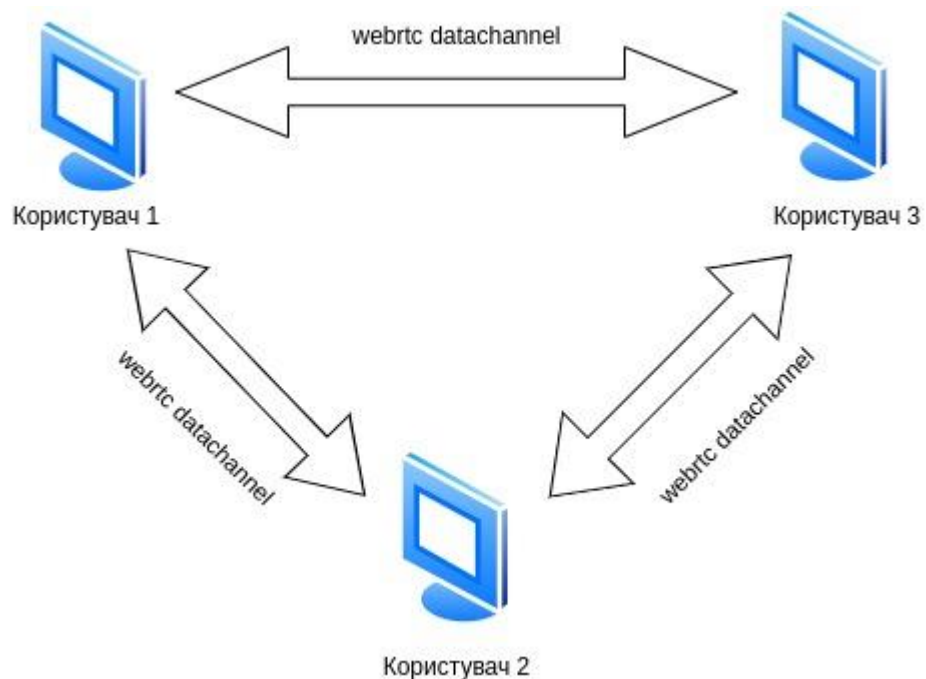 webrtc datachannel
Користувач 1
Користувач 3
webrtc datachannel
webrtc datachannel
Користувач 2